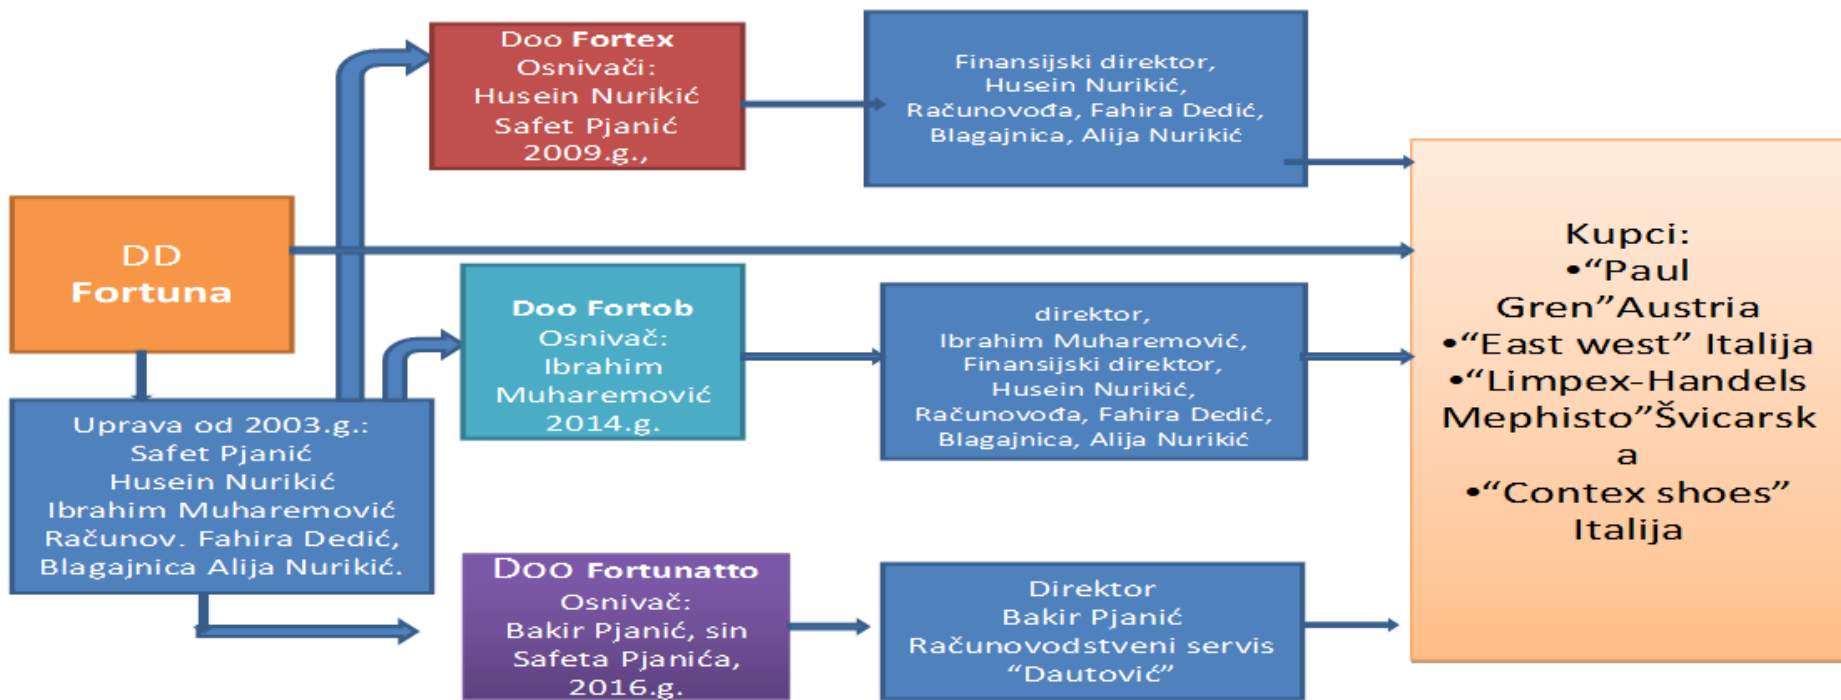 DD
Fortuna
Uprava od 2003.g.:
Safet Pjanić
Husein Nurikić
Ibrahim Muharemović
Računov. Fahira Dedić,
Blagajnica Alija Nurikić.
Doo Fortex
Osnivači:
Husein Nurikić
Safet Pjanić
2009.g.,
Finansijski direktor,
Husein Nurikić,
Računovođa, Fahira Dedić,
Blagajnica, Alija Nurikić
Doo Fortob
Osnivač:
Ibrahim
Muharemović
2014.g.
direktor,
Ibrahim Muharemović,
Finansijski direktor,
Husein Nurikić,
Računovođa, Fahira Dedić,
Blagajnica, Alija Nurikić
Doo Fortunatto
Osnivač:
Bakir Pjanić, sin
Safeta Pjanića,
2016.g.
Direktor
Bakir Pjanić
Računovodstveni servis
“Dautović”
Kupci:
•“Paul
Gren”Austria
•“East west” Italija
•“Limpex-Handels
Mephisto”Švicarsk
a
•“Contex shoes”
Italija